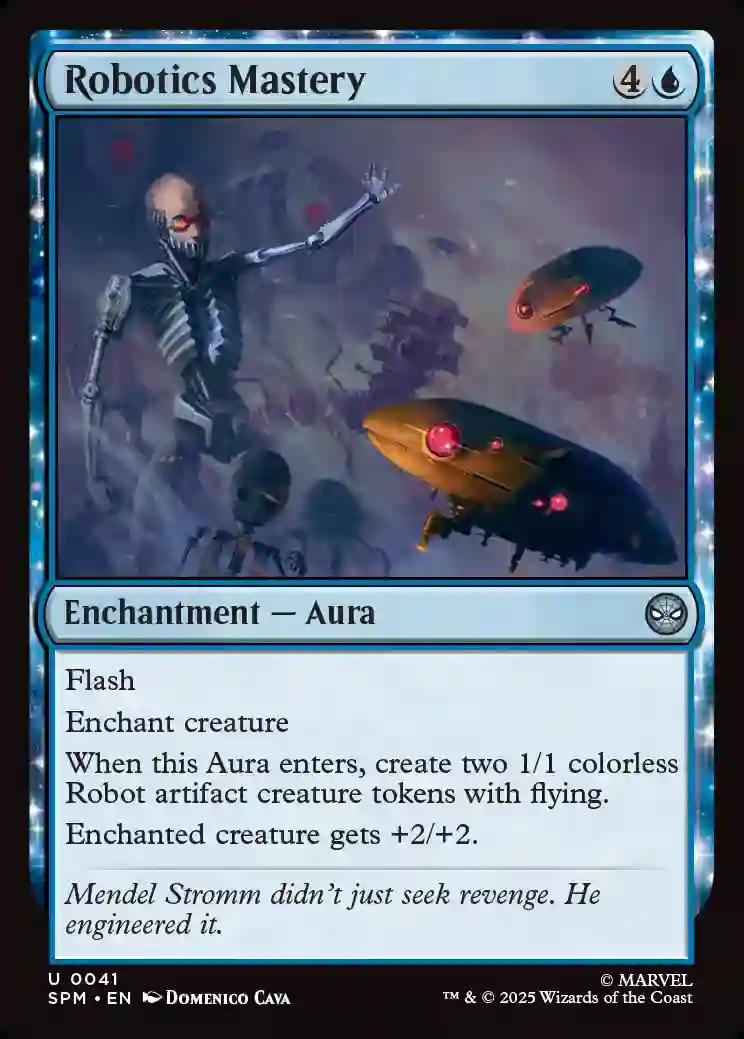 Robotics Mastery 4
Enchantment — Aura
Flash
Enchant creature
When this Aura enters, create two 1/1 colorless
Robot artifact creature tokens with flying.
Enchanted creature gets +2/+2.
Mendel Stromm didn't just seek revenge. He
engineered it.
U 0041
SPM • EN Domenico Cava
© MARVEL
™ & © 2025 Wizards of the Coast